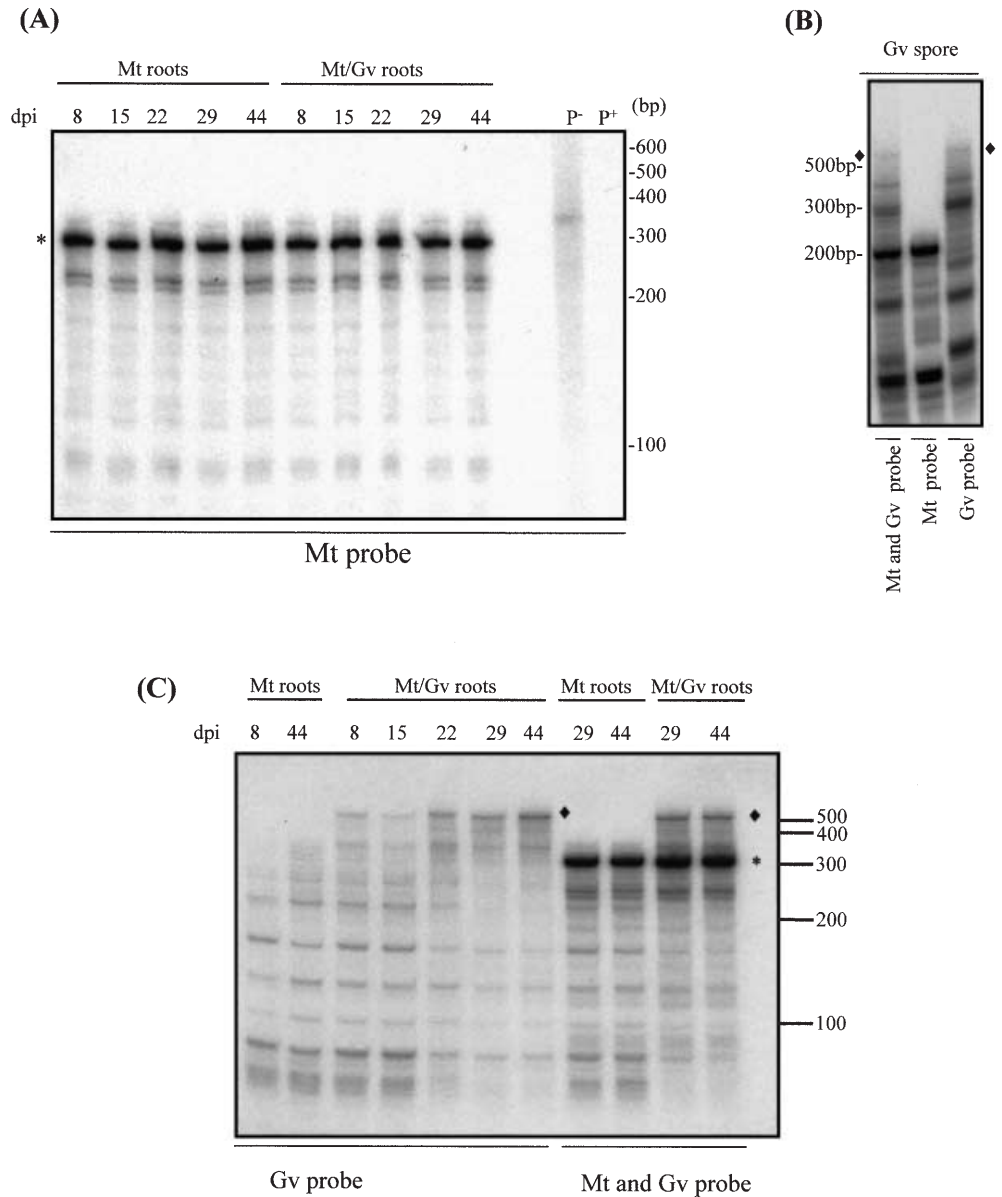 (A)
Mt roots Mt/Gv roots
dpi 8 15 22 29 44 8 15 22 29 44 (bp) P- P+
-600
-500
-400
* -300
-200
-100
Mt probe
(B)
Gv spore
♦ ♦
500bp-
300bp-
200bp-
Mt and Gv probe
Mt probe
Gv probe
(C)
Mt roots Mt/Gv roots Mt roots Mt/Gv roots
dpi 8 44 8 15 22 29 44 29 44 29 44
♦ ♦ 500
400
* 300
200
100
Gv probe Mt and Gv probe